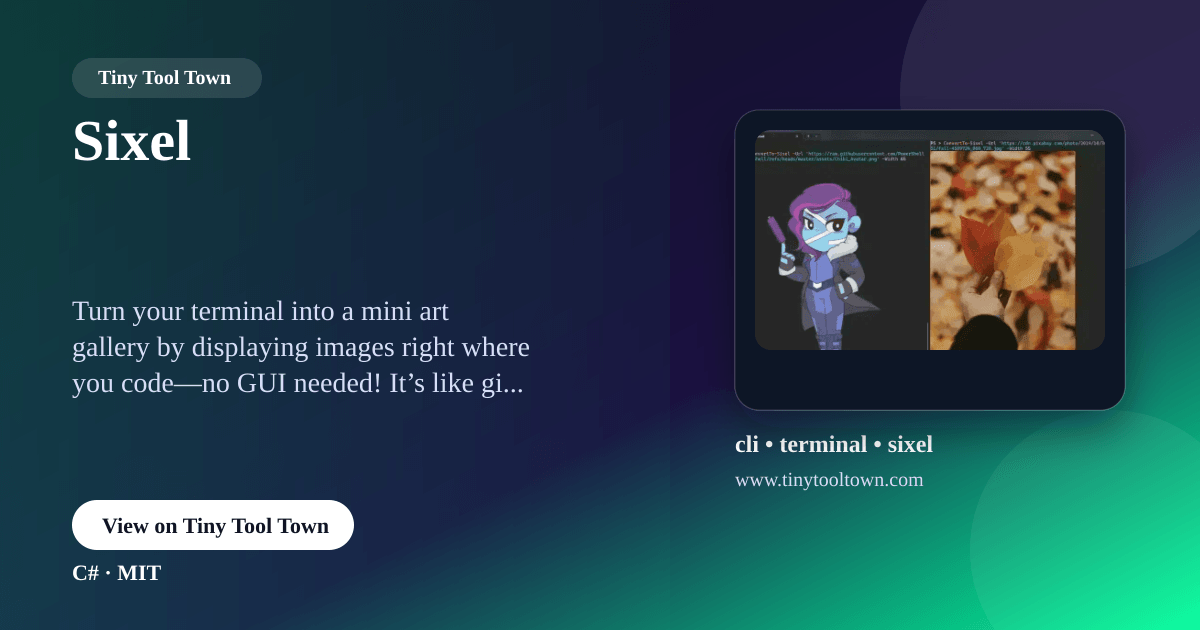 Tiny Tool Town
Sixel
Turn your terminal into a mini art
gallery by displaying images right where
you code—no GUI needed! It’s like gi...
View on Tiny Tool Town
C# · MIT
cli • terminal • sixel
www.tinytooltown.com